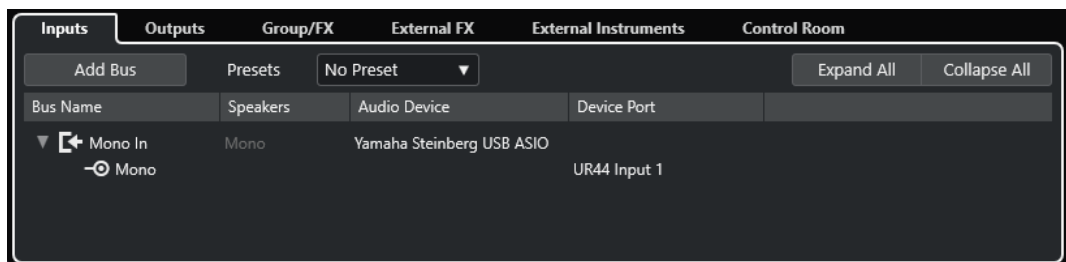 Inputs Outputs Group/FX External FX External Instruments Control Room
Add Bus Presets No Preset Expand All Collapse All
Bus Name Speakers Audio Device Device Port
Mono In Mono Yamaha Steinberg USB ASIO
Mono UR44 Input 1